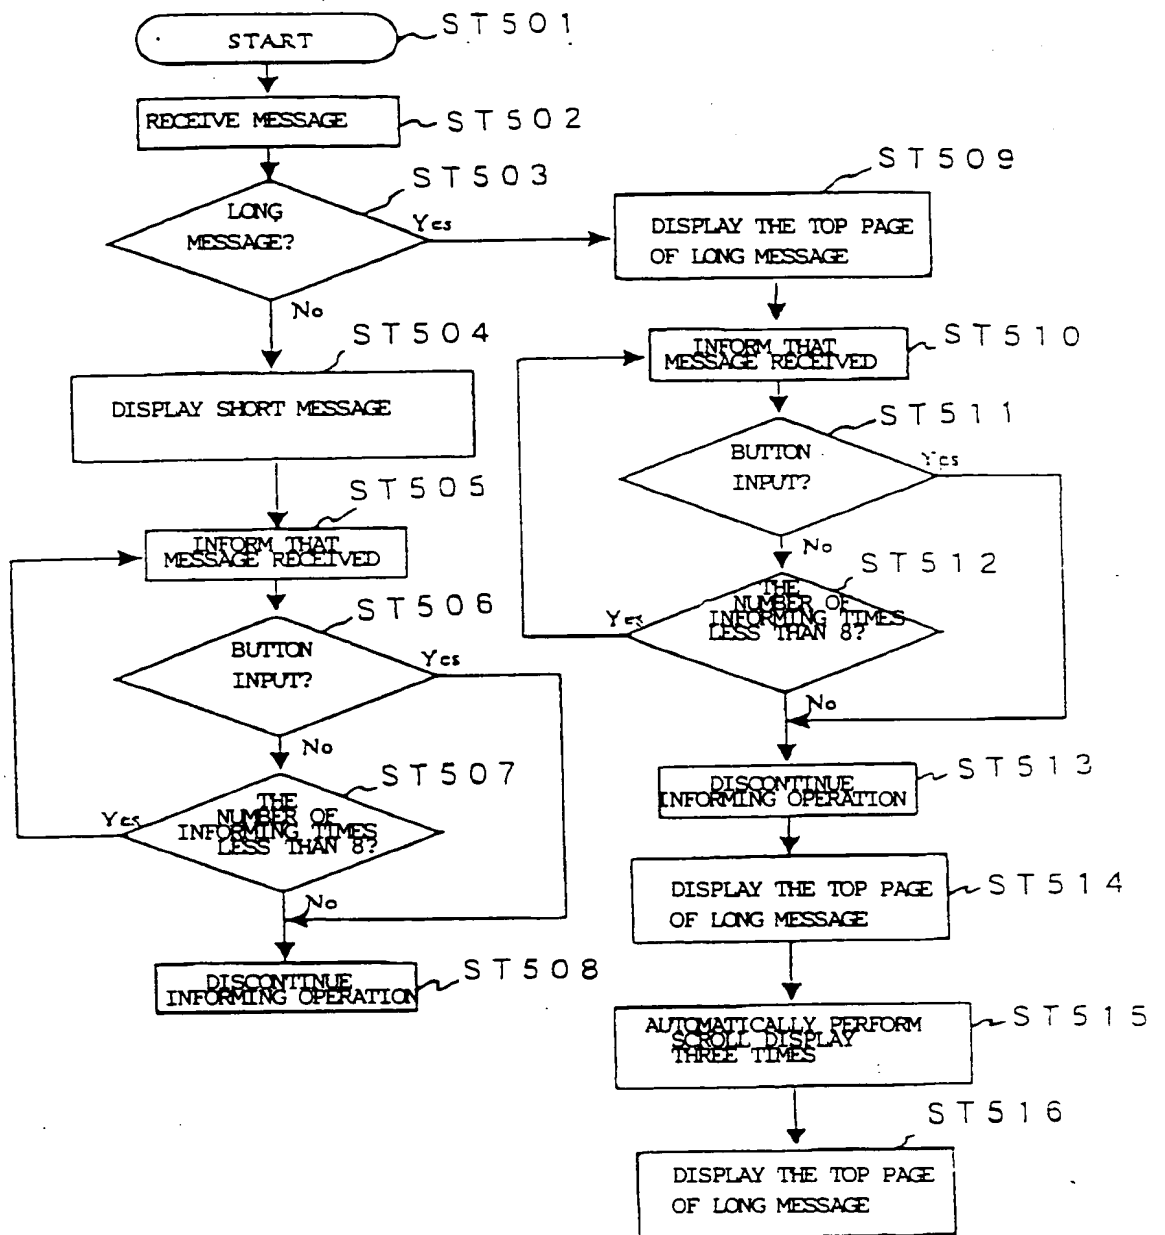 START
ST501
RECEIVE MESSAGE
ST502
LONG
MESSAGE?
ST503
Yes
No
ST504
DISPLAY SHORT MESSAGE
ST505
INFORM THAT
MESSAGE RECEIVED
ST506
BUTTON
INPUT?
Yes
No
ST507
THE
NUMBER OF
INFORMING TIMES
LESS THAN 8?
Yes
No
ST508
DISCONTINUE
INFORMING OPERATION
ST509
DISPLAY THE TOP PAGE
OF LONG MESSAGE
ST510
INFORM THAT
MESSAGE RECEIVED
ST511
BUTTON
INPUT?
Yes
No
ST512
THE
NUMBER OF
INFORMING TIMES
LESS THAN 8?
Yes
No
ST513
DISCONTINUE
INFORMING OPERATION
ST514
DISPLAY THE TOP PAGE
OF LONG MESSAGE
ST515
AUTOMATICALLY PERFORM
SCROLL DISPLAY
THREE TIMES
ST516
DISPLAY THE TOP PAGE
OF LONG MESSAGE